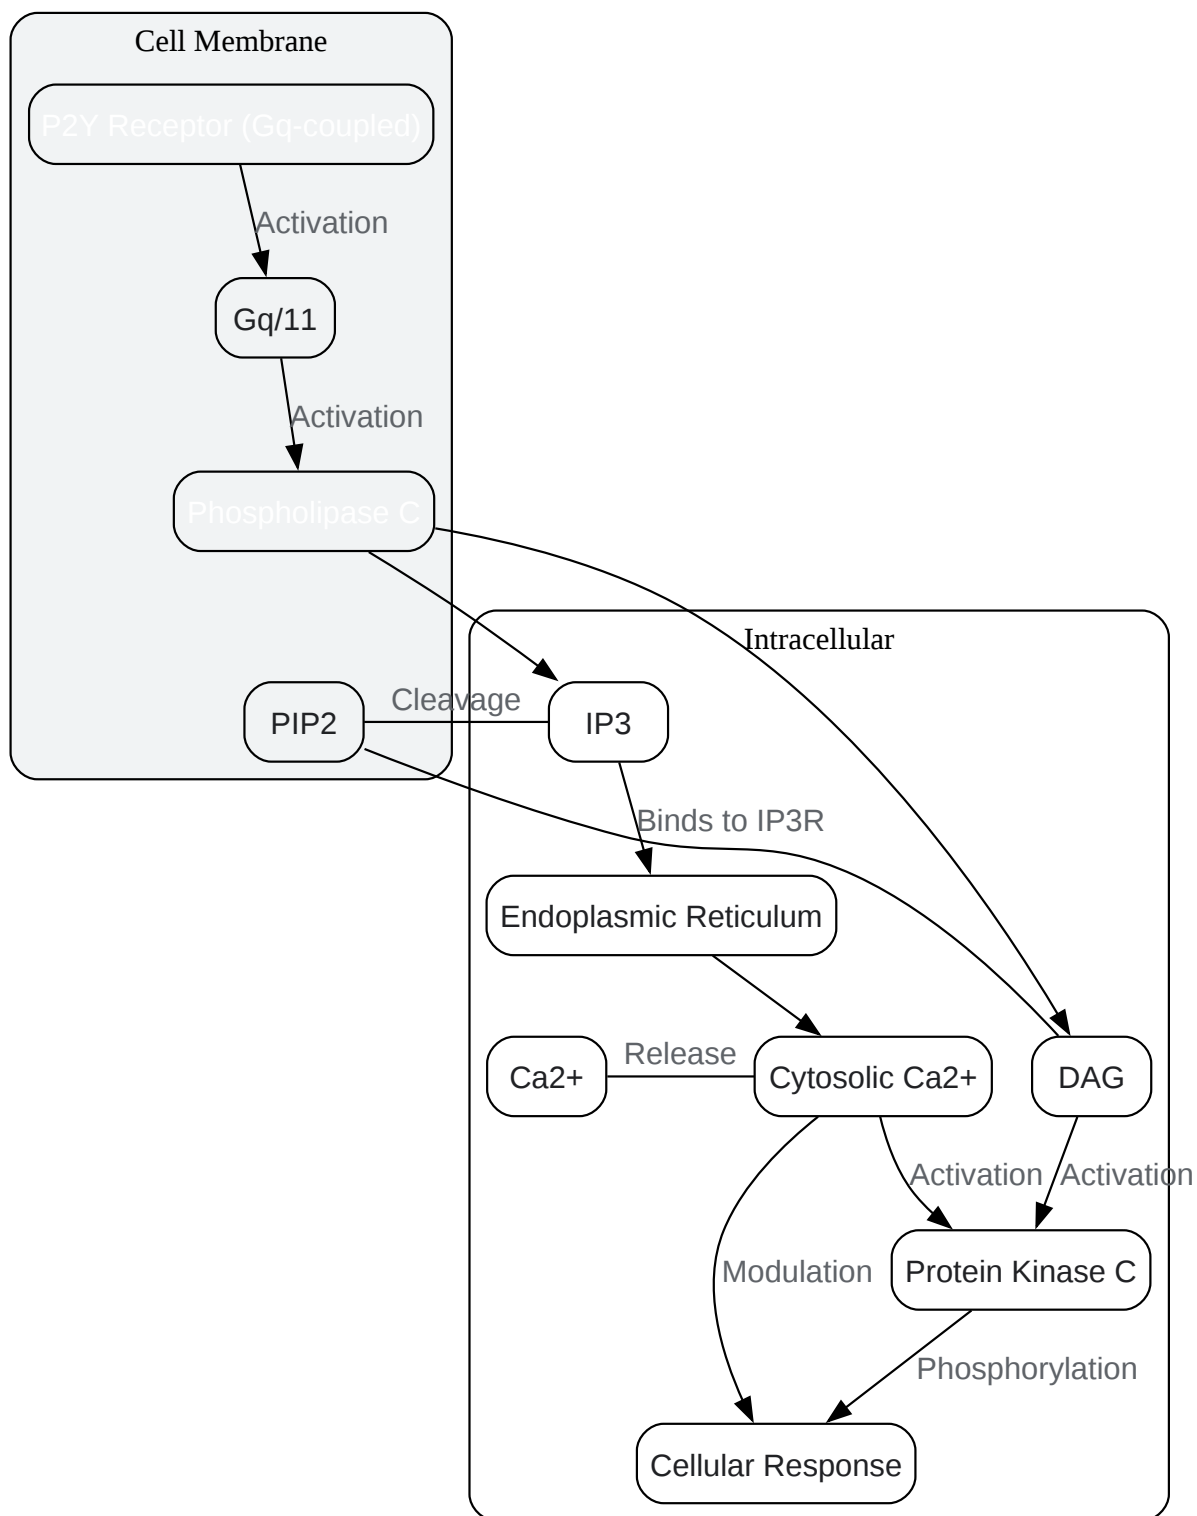 Cell Membrane
P2Y Receptor (Gq-coupled)
Activation
Gq/11
Activation
Phospholipase C
Intracellular
Cleavage
PIP2
IP3
Binds to IP3R
Endoplasmic Reticulum
Release
Ca2+
Cytosolic Ca2+
DAG
Activation
Activation
Modulation
Protein Kinase C
Phosphorylation
Cellular Response